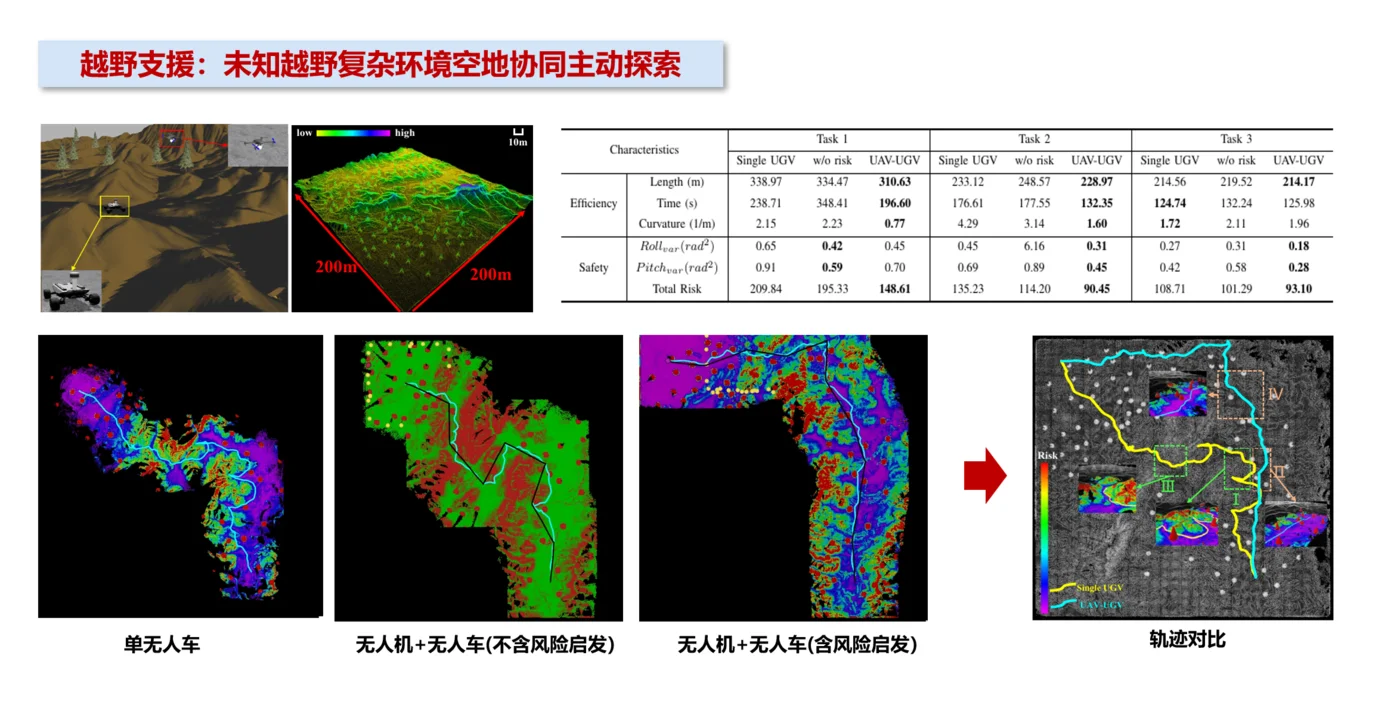 越野支援：未知越野复杂环境空地协同主动探索
low high 10m
200m 200m
Characteristics Task 1 Task 2 Task 3
Single UGV w/o risk UAV-UGV Single UGV w/o risk UAV-UGV Single UGV w/o risk UAV-UGV
Efficiency
Length (m) 338.97 334.47 310.63 233.12 248.57 228.97 214.56 219.52 214.17
Time (s) 238.71 348.41 196.60 176.61 177.55 132.35 124.74 132.24 125.98
Curvature (1/m) 2.15 2.23 0.77 4.29 3.14 1.60 1.72 2.11 1.96
Safety
Roll_var(rad²) 0.65 0.42 0.45 0.45 6.16 0.31 0.27 0.31 0.18
Pitch_var(rad²) 0.91 0.59 0.70 0.69 0.89 0.45 0.42 0.58 0.28
Total Risk 209.84 195.33 148.61 135.23 114.20 90.45 108.71 101.29 93.10
IV
Risk
II
III
I
Single UGV
UAV-UGV
单无人车
无人机+无人车(不含风险启发)
无人机+无人车(含风险启发)
轨迹对比